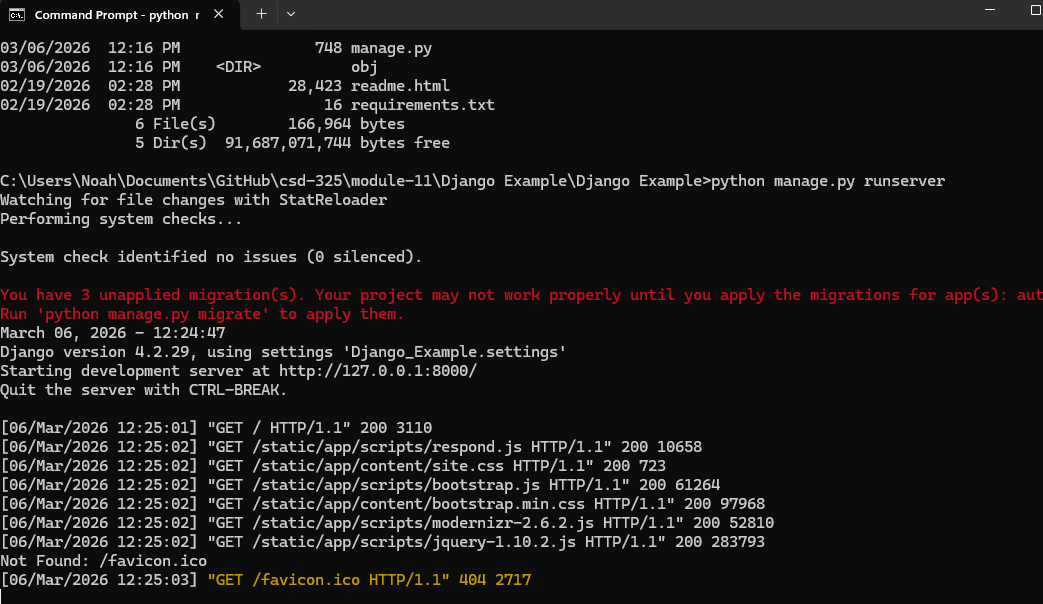 Command Prompt - python r
03/06/2026  12:16 PM               748 manage.py
03/06/2026  12:16 PM    <DIR>          obj
02/19/2026  02:28 PM            28,423 readme.html
02/19/2026  02:28 PM                16 requirements.txt
               6 File(s)        166,964 bytes
               5 Dir(s)  91,687,071,744 bytes free
C:\Users\Noah\Documents\GitHub\csd-325\module-11\Django Example\Django Example>python manage.py runserver
Watching for file changes with StatReloader
Performing system checks...
System check identified no issues (0 silenced).
You have 3 unapplied migration(s). Your project may not work properly until you apply the migrations for app(s): aut
Run 'python manage.py migrate' to apply them.
March 06, 2026 - 12:24:47
Django version 4.2.29, using settings 'Django_Example.settings'
Starting development server at http://127.0.0.1:8000/
Quit the server with CTRL-BREAK.
[06/Mar/2026 12:25:01] "GET / HTTP/1.1" 200 3110
[06/Mar/2026 12:25:02] "GET /static/app/scripts/respond.js HTTP/1.1" 200 10658
[06/Mar/2026 12:25:02] "GET /static/app/content/site.css HTTP/1.1" 200 723
[06/Mar/2026 12:25:02] "GET /static/app/scripts/bootstrap.js HTTP/1.1" 200 61264
[06/Mar/2026 12:25:02] "GET /static/app/content/bootstrap.min.css HTTP/1.1" 200 97968
[06/Mar/2026 12:25:02] "GET /static/app/scripts/modernizr-2.6.2.js HTTP/1.1" 200 52810
[06/Mar/2026 12:25:02] "GET /static/app/scripts/jquery-1.10.2.js HTTP/1.1" 200 283793
Not Found: /favicon.ico
[06/Mar/2026 12:25:03] "GET /favicon.ico HTTP/1.1" 404 2717